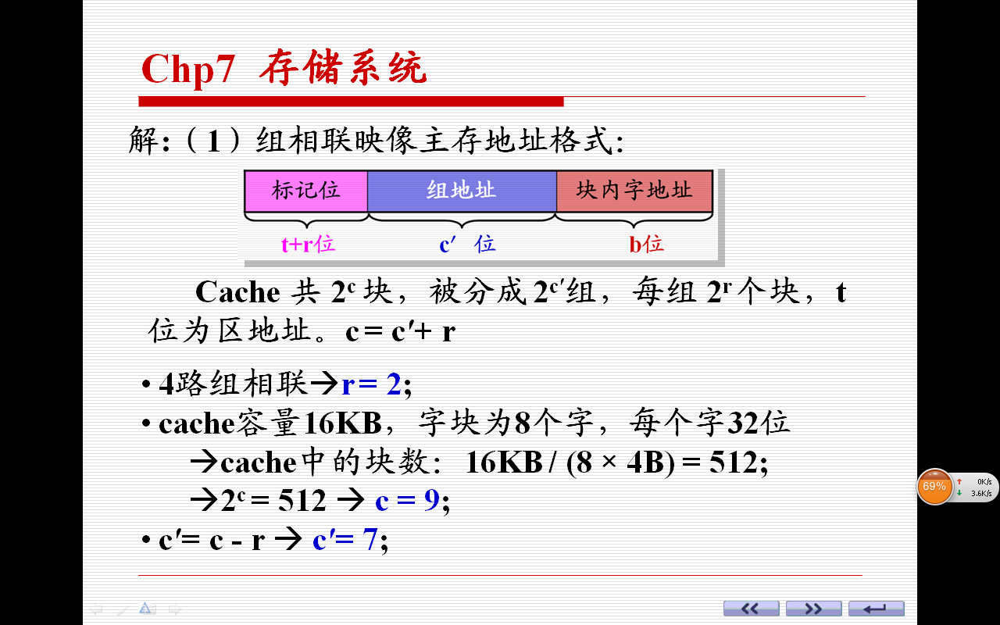 Chp7 存储系统
解:(1)组相联映像主存地址格式:
标记位 组地址 块内字地址
t+r位 c′ 位 b位
Cache 共 2ᶜ 块，被分成 2ᶜ′组，每组 2ʳ 个块，t
位为区地址。c = c′+ r
• 4路组相联→r = 2;
• cache容量16KB，字块为8个字，每个字32位
→cache中的块数: 16KB / (8 × 4B) = 512;
→2ᶜ = 512 → c = 9;
• c′= c - r → c′= 7;
69%
↑ 0K/s
↓ 3.6K/s